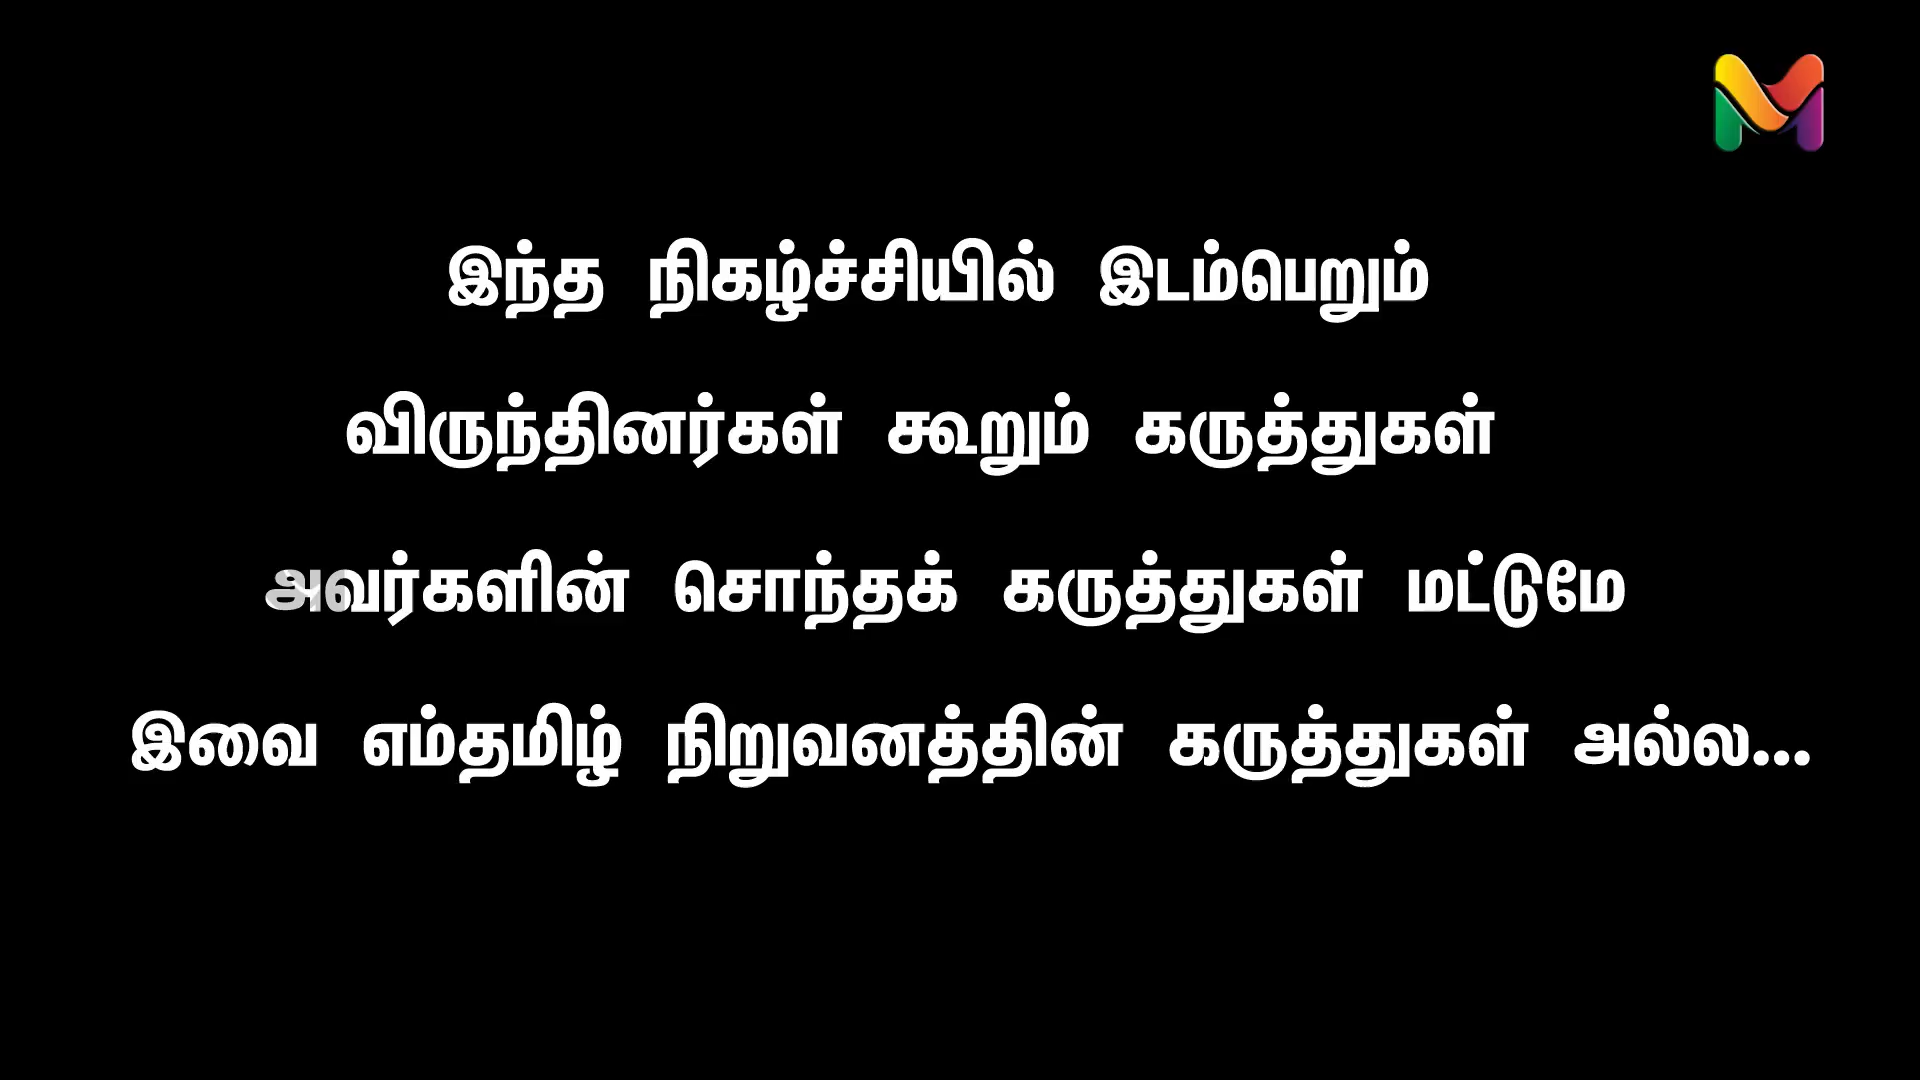 இந்த நிகழ்ச்சியில் இடம்பெறும்
விருந்தினர்கள் கூறும் கருத்துகள்
அவர்களின் சொந்தக் கருத்துகள் மட்டுமே
இவை எம்தமிழ் நிறுவனத்தின் கருத்துகள் அல்ல...